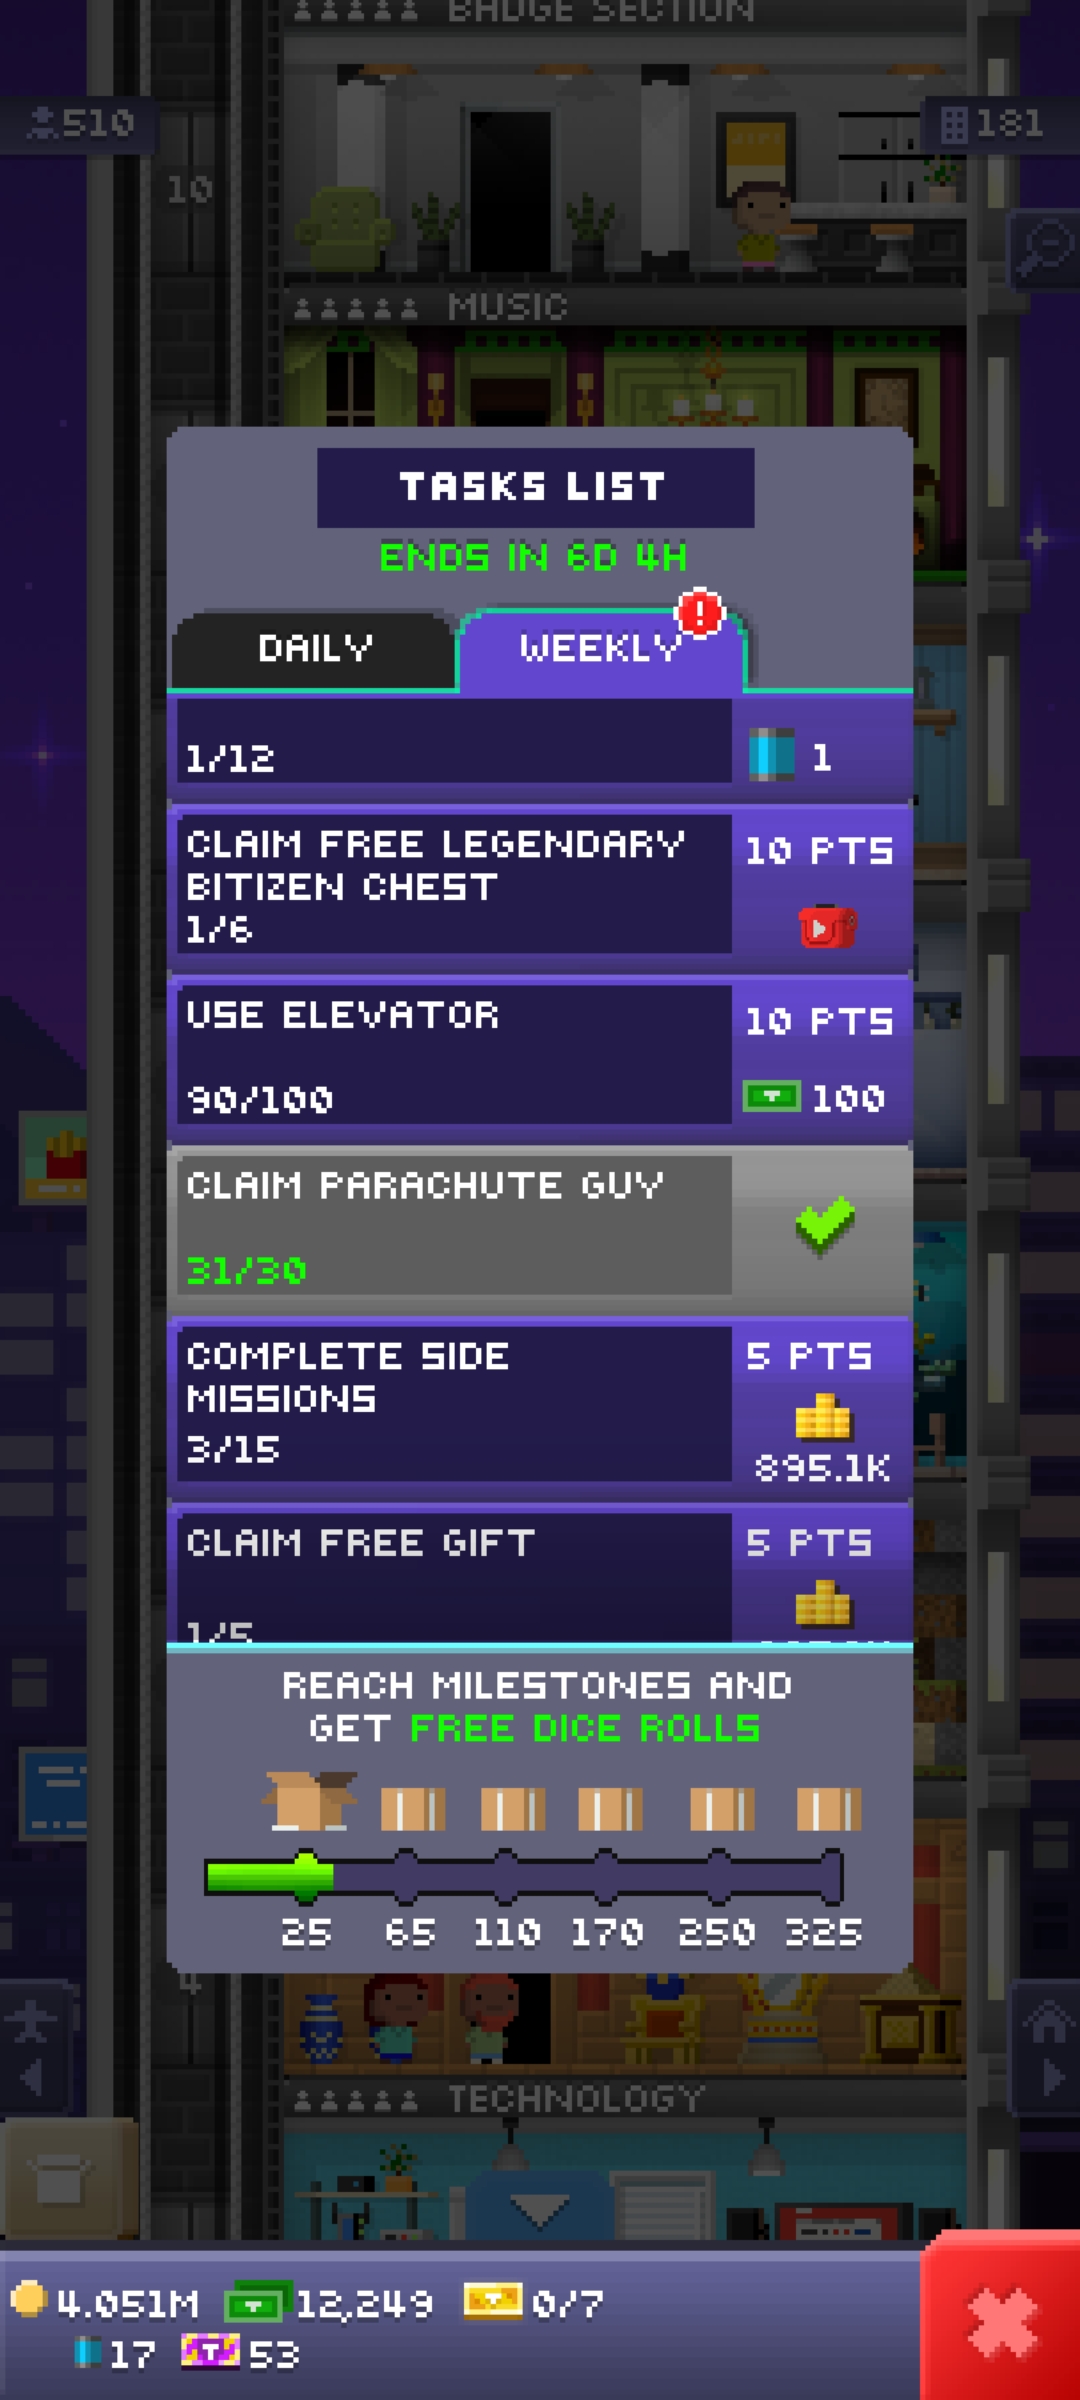 BADGE SECTION
510
181
10
MUSIC
TASKS LIST
ENDS IN 6D 4H
DAILY
WEEKLY
!
1/12
1
CLAIM FREE LEGENDARY
BITIZEN CHEST
1/6
10 PTS
USE ELEVATOR
90/100
10 PTS
100
CLAIM PARACHUTE GUY
31/30
COMPLETE SIDE
MISSIONS
3/15
5 PTS
895.1K
CLAIM FREE GIFT
1/5
5 PTS
REACH MILESTONES AND
GET FREE DICE ROLLS
25 65 110 170 250 325
4
TECHNOLOGY
4.051M 12,249 0/7
17 53